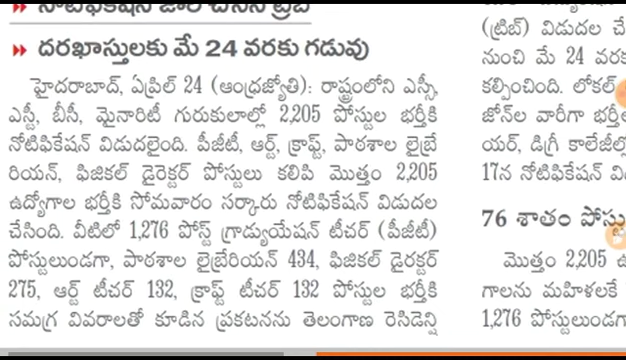 నోటిఫికేషన్ జారీ చేసిన ట్రిబ్
దరఖాస్తులకు మే 24 వరకు గడువు
హైదరాబాద్, ఏప్రిల్ 24 (ఆంధ్రజ్యోతి): రాష్ట్రంలోని ఎస్సీ,
ఎస్టీ, బీసీ, మైనారిటీ గురుకులాల్లో 2,205 పోస్టుల భర్తీకి
నోటిఫికేషన్ విడుదలైంది. పీజీటీ, ఆర్ట్, క్రాఫ్ట్, పాఠశాల లైబ్రే
రియన్, ఫిజికల్ డైరెక్టర్ పోస్టులు కలిపి మొత్తం 2,205
ఉద్యోగాల భర్తీకి సోమవారం సర్కారు నోటిఫికేషన్ విడుదల
చేసింది. వీటిలో 1,276 పోస్ట్ గ్రాడ్యుయేషన్ టీచర్ (పీజీటీ)
పోస్టులుండగా, పాఠశాల లైబ్రేరియన్ 434, ఫిజికల్ డైరక్టర్
275, ఆర్ట్ టీచర్ 132, క్రాఫ్ట్ టీచర్ 132 పోస్టుల భర్తీకి
సమగ్ర వివరాలతో కూడిన ప్రకటనను తెలంగాణ రెసిడెన్షి
(ట్రిబ్) విడుదల చే
నుంచి మే 24 వరకు
కల్పించింది. లోకల్
జోన్‌ల వారీగా భర్తీ
యర్, డిగ్రీ కాలేజీల్లో
17న నోటిఫికేషన్ వి
76 శాతం పోస్టు
మొత్తం 2,205 ఉ
గాలను మహిళలకే
1,276 పోస్టులుండగా